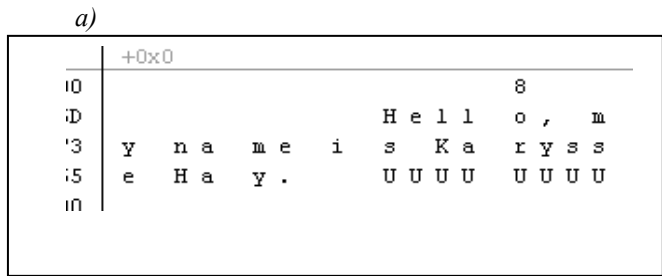 a)
+0x0
8
H e l l o , m
y n a m e i s K a r y s s
e H a y . U U U U U U U U